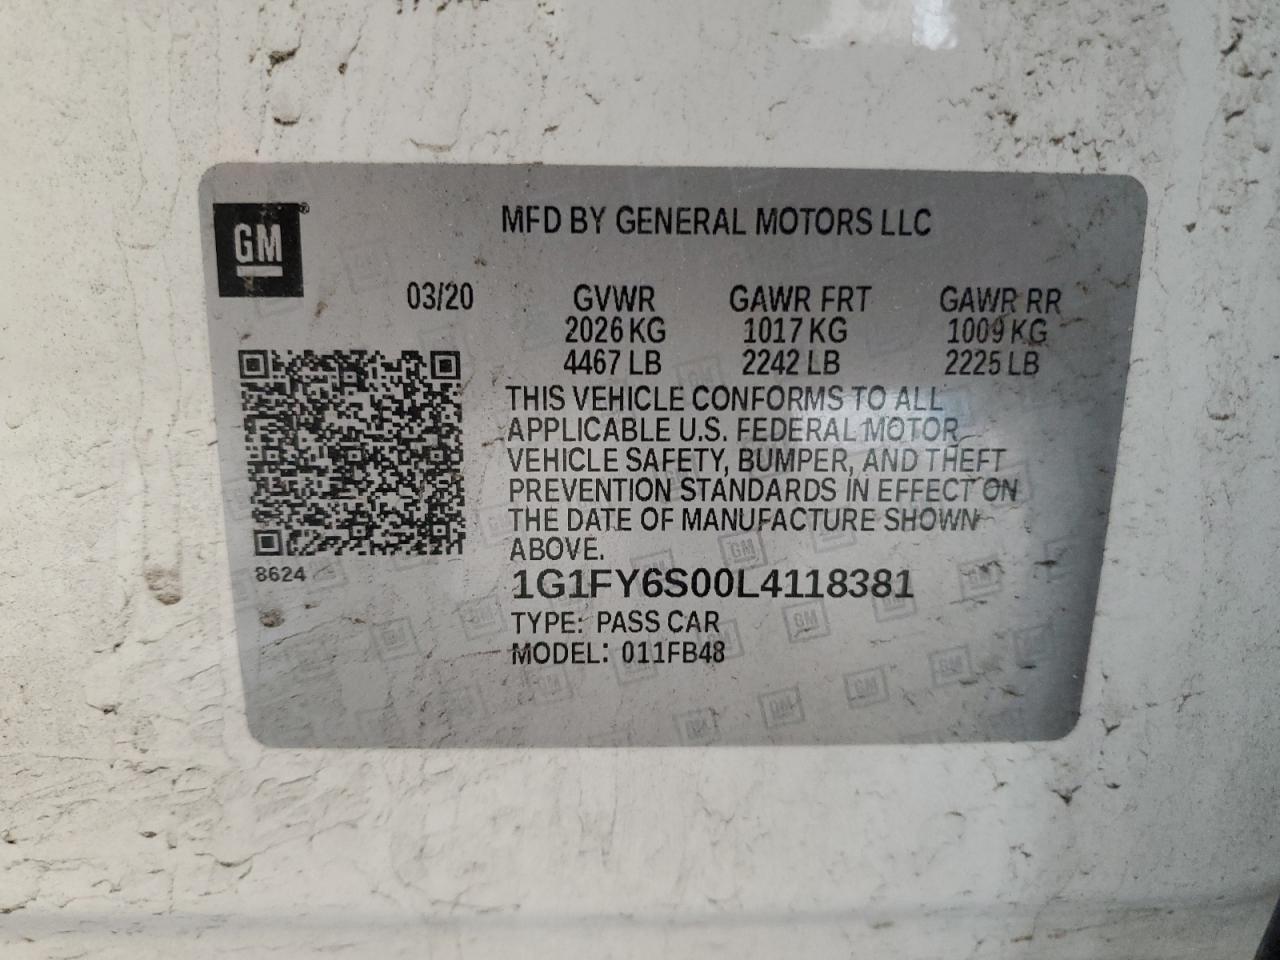 GM
MFD BY GENERAL MOTORS LLC
03/20 GVWR GAWR FRT GAWR RR
2026 KG 1017 KG 1009 KG
4467 LB 2242 LB 2225 LB
THIS VEHICLE CONFORMS TO ALL
APPLICABLE U.S. FEDERAL MOTOR
VEHICLE SAFETY, BUMPER, AND THEFT
PREVENTION STANDARDS IN EFFECT ON
THE DATE OF MANUFACTURE SHOWN
ABOVE.
8624
1G1FY6S00L4118381
TYPE: PASS CAR
MODEL: 011FB48